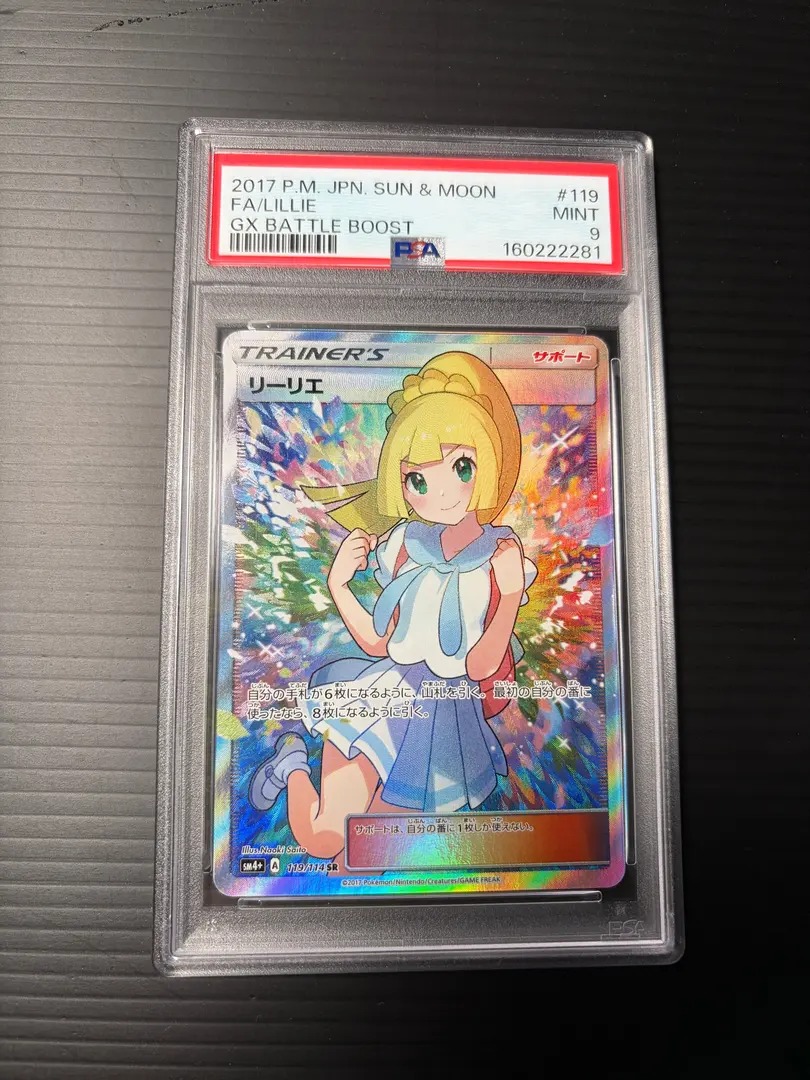 2017 P.M. JPN. SUN & MOON #119
FA/LILLIE MINT
GX BATTLE BOOST 9
PSA 160222281
TRAINER'S サポート
リーリエ
自分の手札が6枚になるように、山札を引く。最初の自分の番に
使ったなら、8枚になるように引く。
サポートは、自分の番に1枚しか使えない。
Illus. Naoki Saito
SM4+ A 119/114 SR
©2017 Pokémon/Nintendo/Creatures/GAME FREAK
PSA